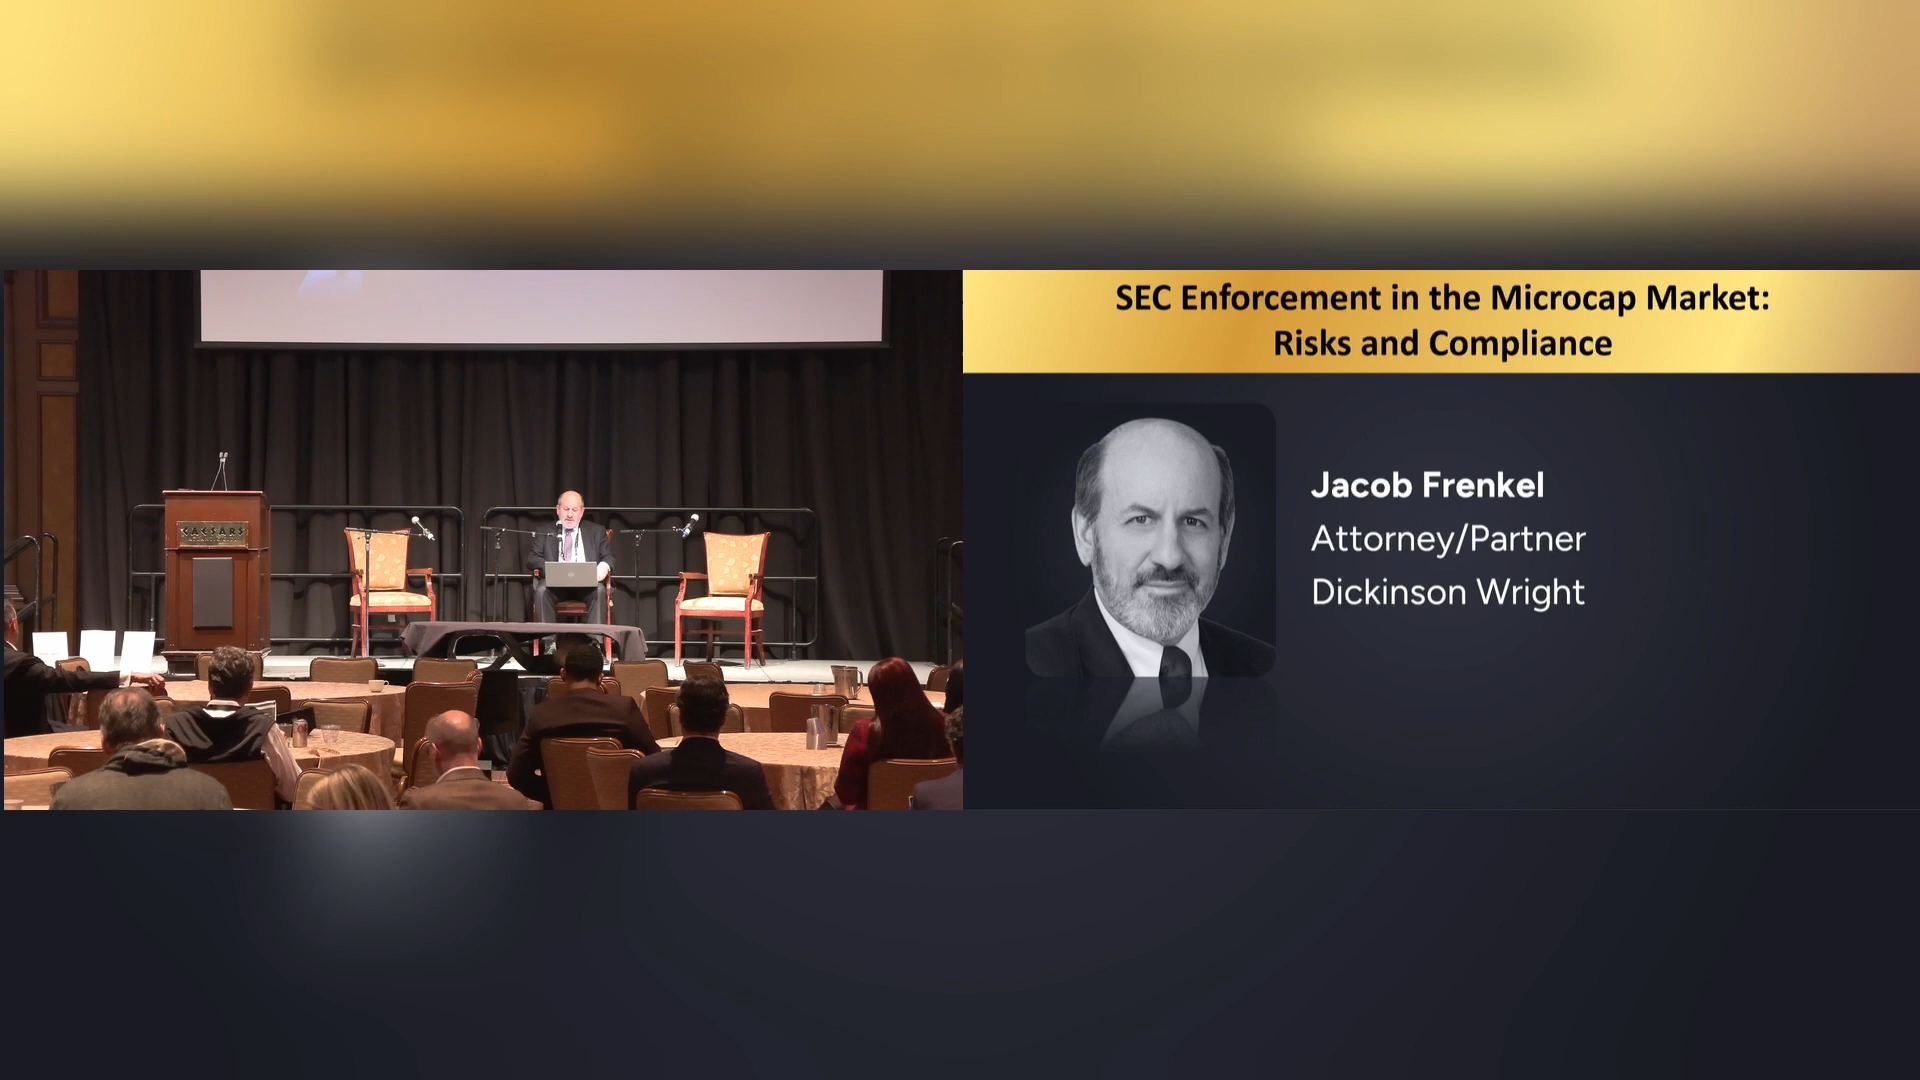 CAESARS
SEC Enforcement in the Microcap Market:
Risks and Compliance
Jacob Frenkel
Attorney/Partner
Dickinson Wright